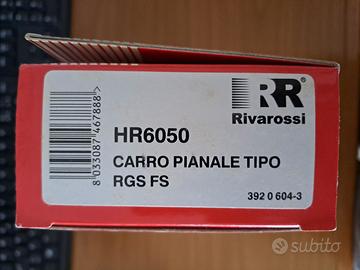 RR
Rivarossi
8 033087 467888 >
HR6050
CARRO PIANALE TIPO
RGS FS
392 0 604-3
subito